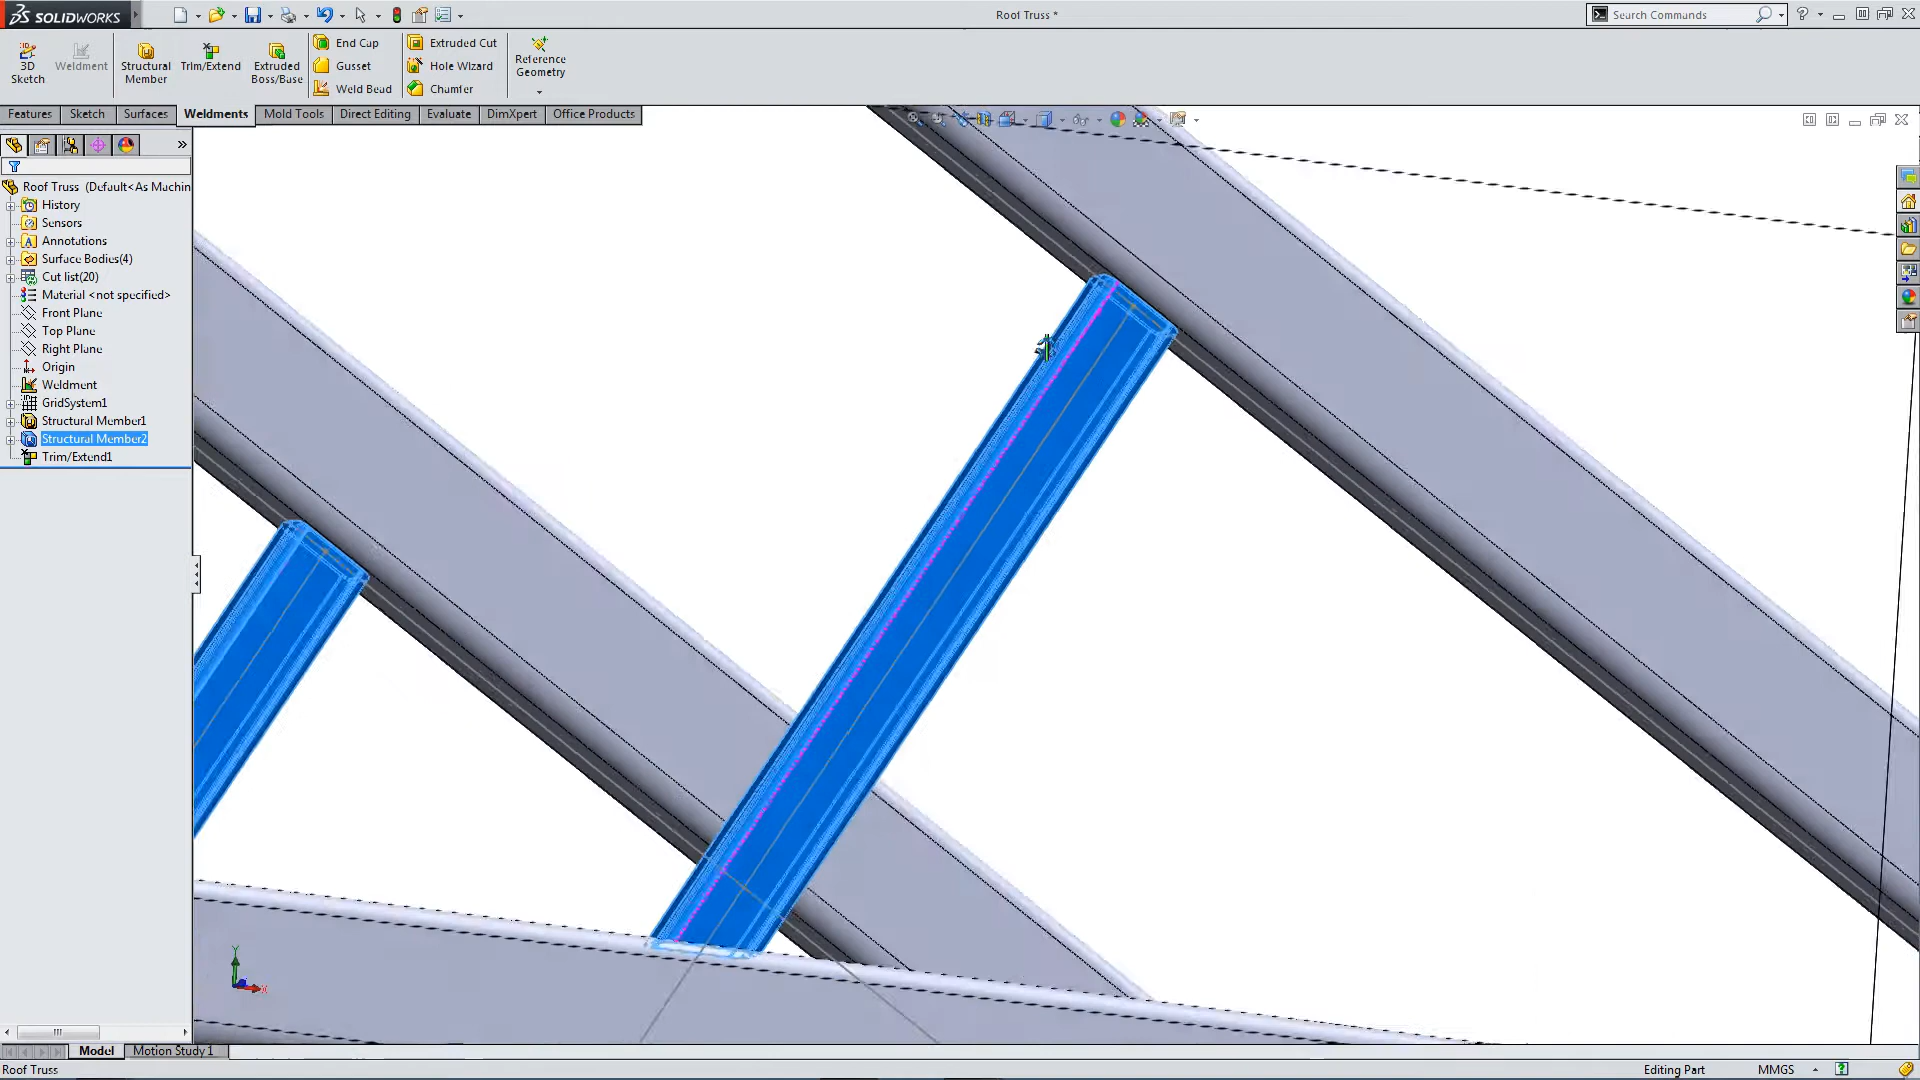 SOLIDWORKS
Roof Truss *
Search Commands
3D
Sketch
Weldment
Structural
Member
Trim/Extend
Extruded
Boss/Base
End Cap
Gusset
Weld Bead
Extruded Cut
Hole Wizard
Chamfer
Reference
Geometry
Features
Sketch
Surfaces
Weldments
Mold Tools
Direct Editing
Evaluate
DimXpert
Office Products
Roof Truss (Default<As Machin
History
Sensors
Annotations
Surface Bodies(4)
Cut list(20)
Material <not specified>
Front Plane
Top Plane
Right Plane
Origin
Weldment
GridSystem1
Structural Member1
Structural Member2
Trim/Extend1
Y
X
Model
Motion Study 1
Roof Truss
Editing Part
MMGS